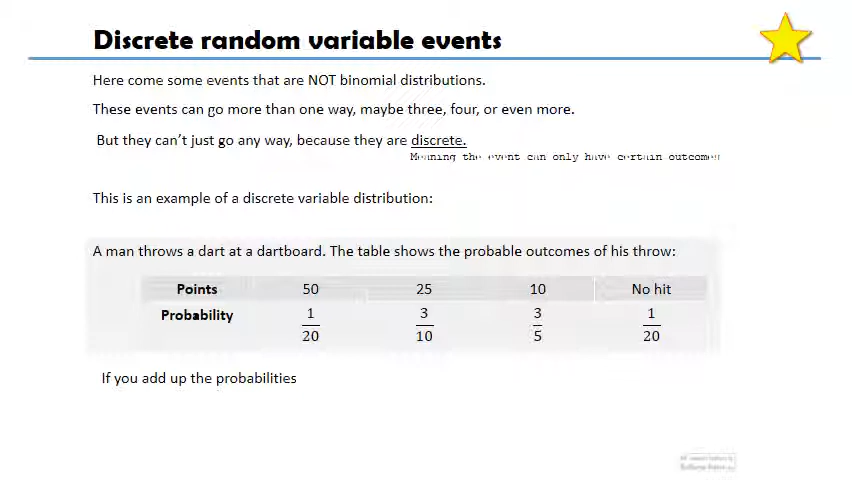 Discrete random variable events
Here come some events that are NOT binomial distributions.
These events can go more than one way, maybe three, four, or even more.
But they can't just go any way, because they are discrete.
Meaning the event can only have certain outcomes
This is an example of a discrete variable distribution:
A man throws a dart at a dartboard. The table shows the probable outcomes of his throw:
Points 50 25 10 No hit
Probability 1/20 3/10 3/5 1/20
If you add up the probabilities